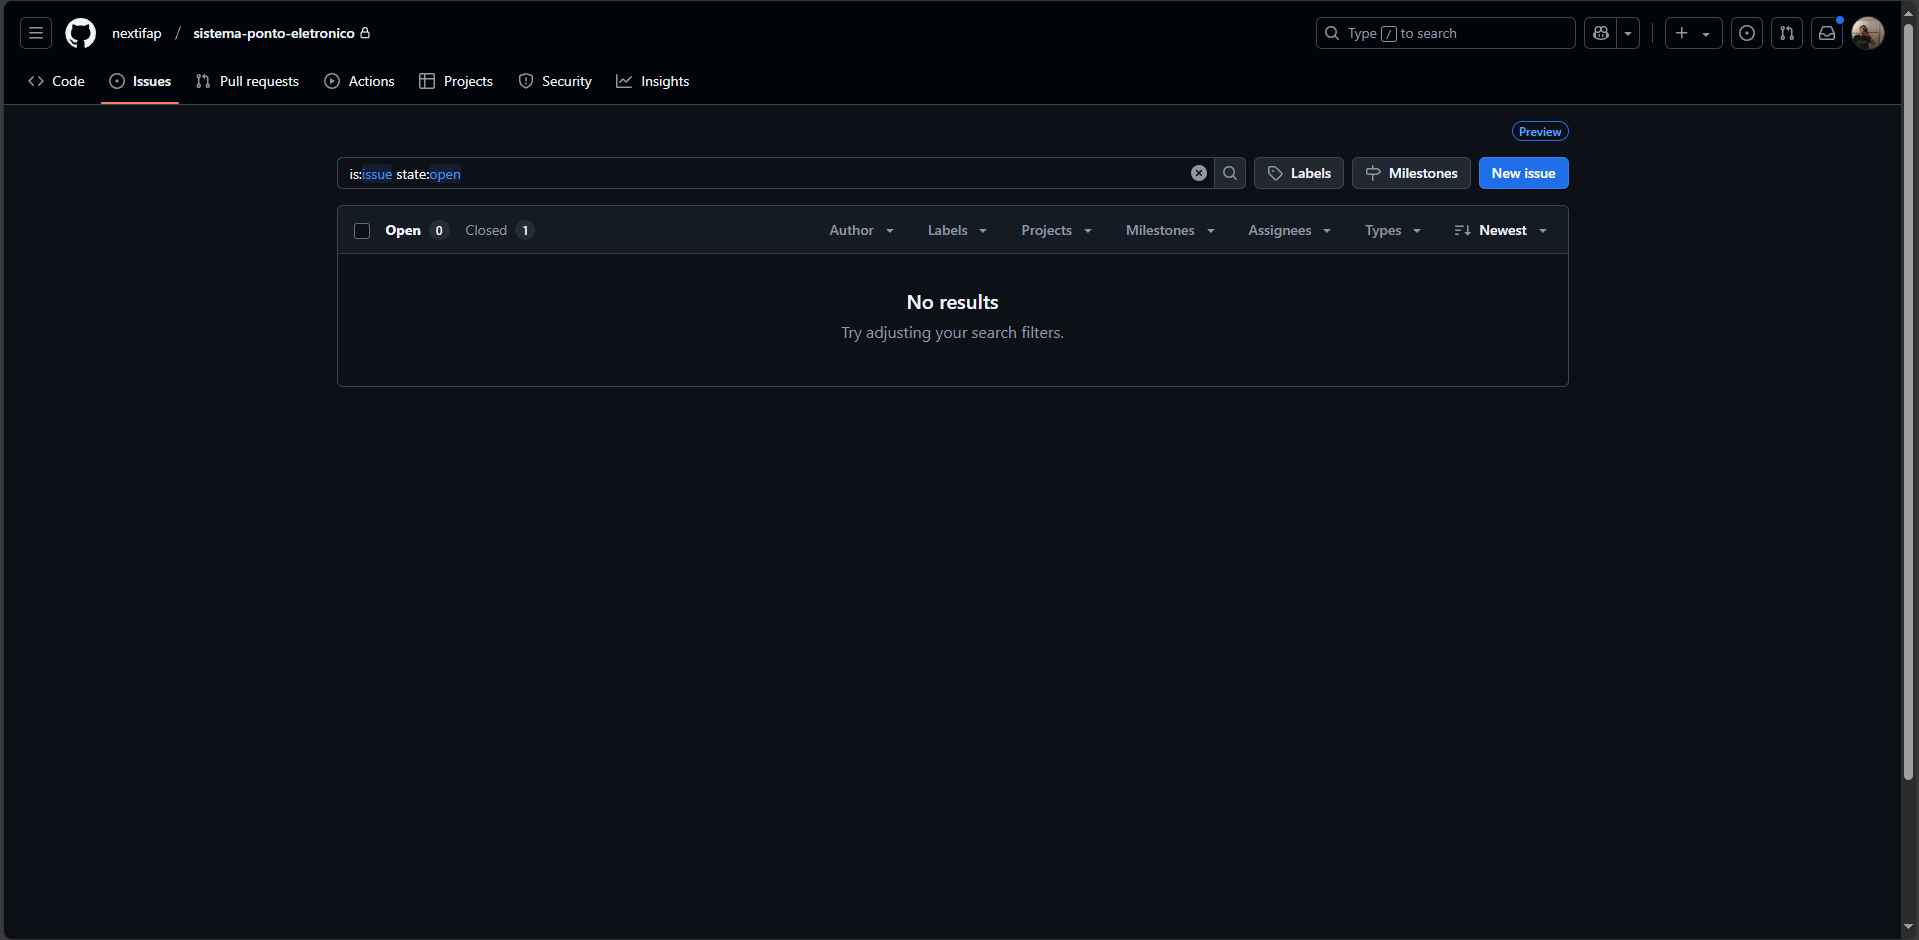 nextifap / sistema-ponto-eletronico
Type / to search
Code Issues Pull requests Actions Projects Security Insights
Preview
is:issue state:open
Labels Milestones New issue
Open 0 Closed 1 Author Labels Projects Milestones Assignees Types Newest
No results
Try adjusting your search filters.